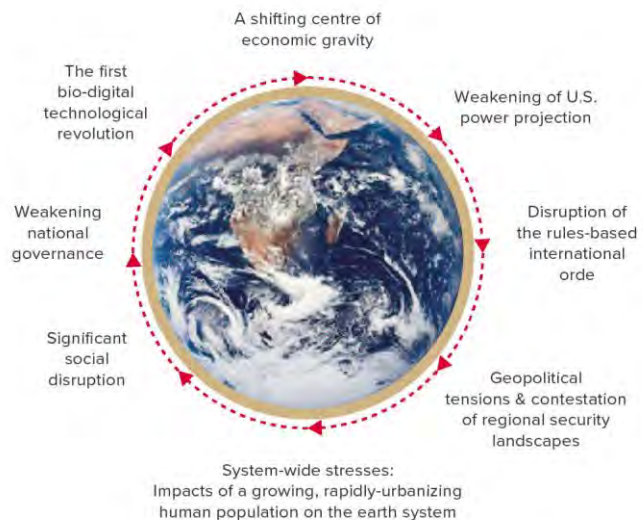 A shifting centre of
economic gravity
Weakening of U.S.
power projection
Disruption of
the rules-based
international
orde
Geopolitical
tensions & contestation
of regional security
landscapes
System-wide stresses:
Impacts of a growing, rapidly-urbanizing
human population on the earth system
Significant
social
disruption
Weakening
national
governance
The first
bio-digital
technological
revolution